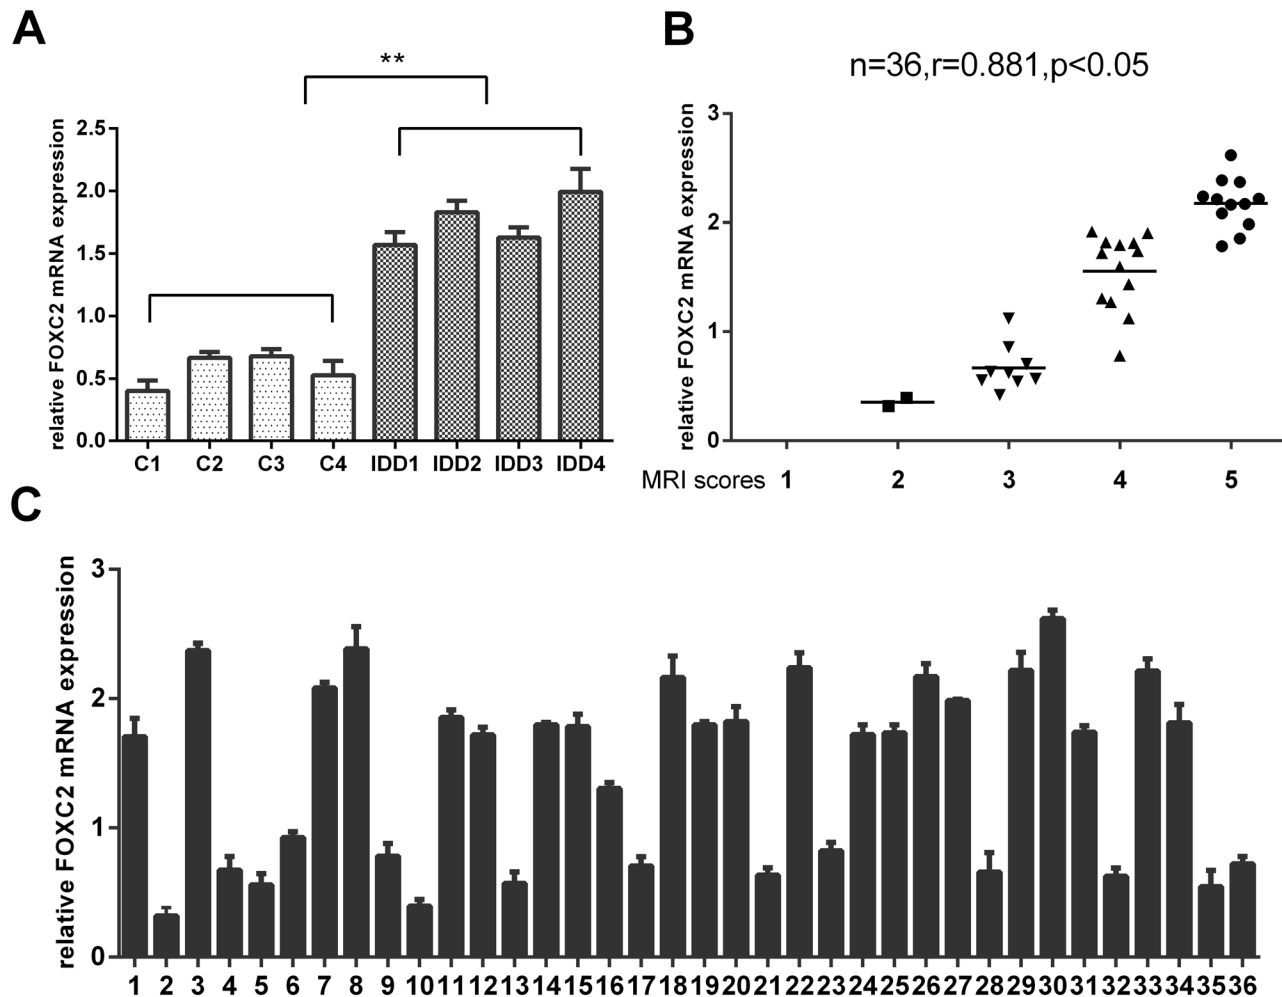 A
**
relative FOXC2 mRNA expression
2.5
2.0
1.5
1.0
0.5
0.0
C1 C2 C3 C4 IDD1 IDD2 IDD3 IDD4
B
n=36,r=0.881,p<0.05
relative FOXC2 mRNA expression
3
2
1
0
MRI scores 1 2 3 4 5
C
relative FOXC2 mRNA expression
3
2
1
0
1 2 3 4 5 6 7 8 9 10 11 12 13 14 15 16 17 18 19 20 21 22 23 24 25 26 27 28 29 30 31 32 33 34 35 36